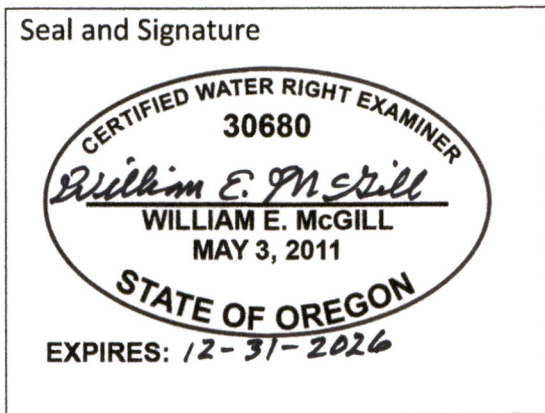 Seal and Signature
CERTIFIED WATER RIGHT EXAMINER
30680
William E. McGill
WILLIAM E. McGILL
MAY 3, 2011
STATE OF OREGON
EXPIRES: 12-31-2026